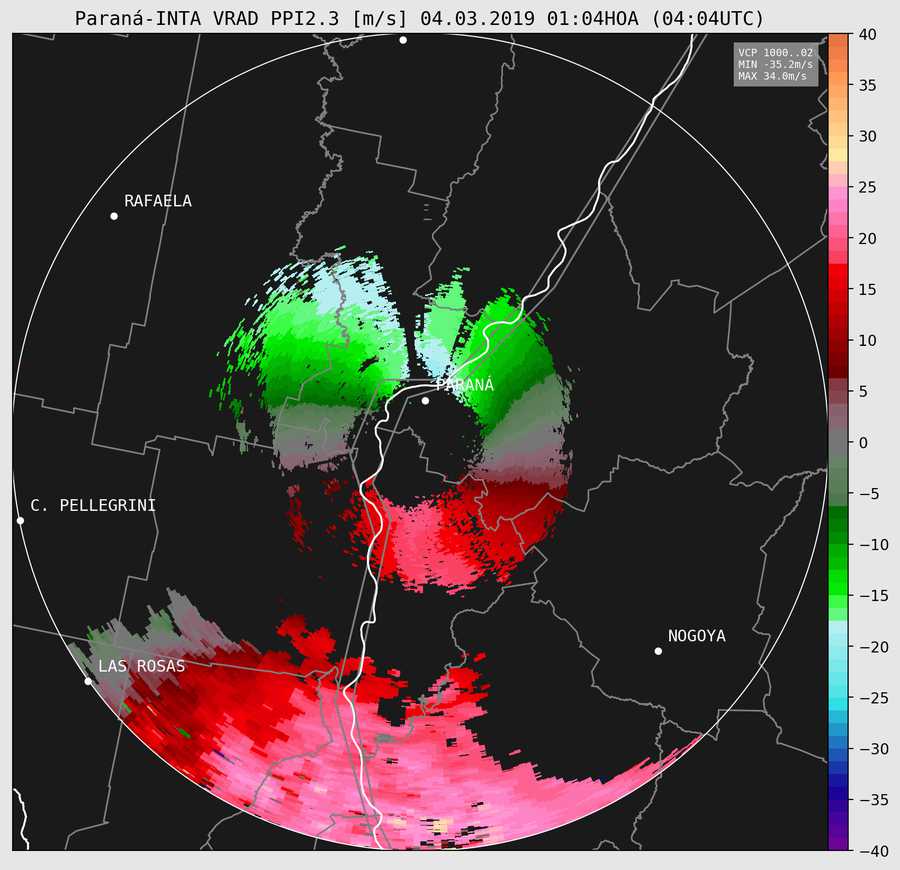 Paraná-INTA VRAD PPI2.3 [m/s] 04.03.2019 01:04HOA (04:04UTC)
VCP 1000..02
MIN -35.2m/s
MAX 34.0m/s
RAFAELA
PARANÁ
C. PELLEGRINI
NOGOYA
LAS ROSAS
40
35
30
25
20
15
10
5
0
−5
−10
−15
−20
−25
−30
−35
−40